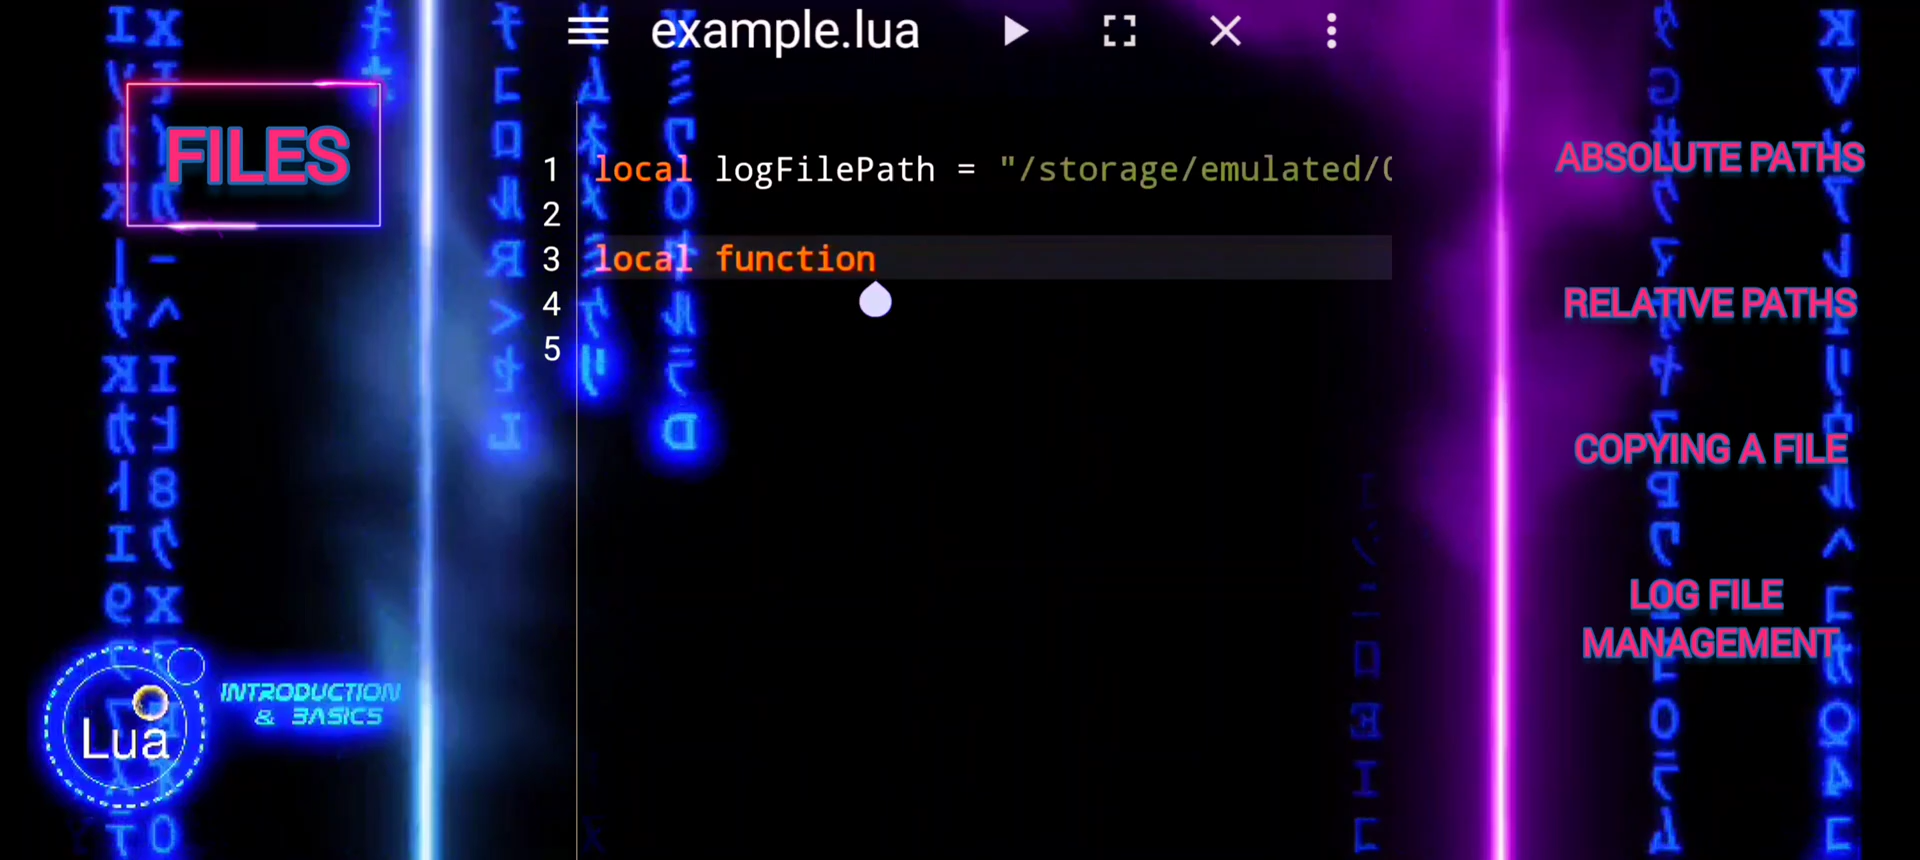 example.lua
FILES
1 local logFilePath = "/storage/emulated/
2
3 local function
4
5
ABSOLUTE PATHS
RELATIVE PATHS
COPYING A FILE
LOG FILE
MANAGEMENT
Lua
INTRODUCTION
& BASICS